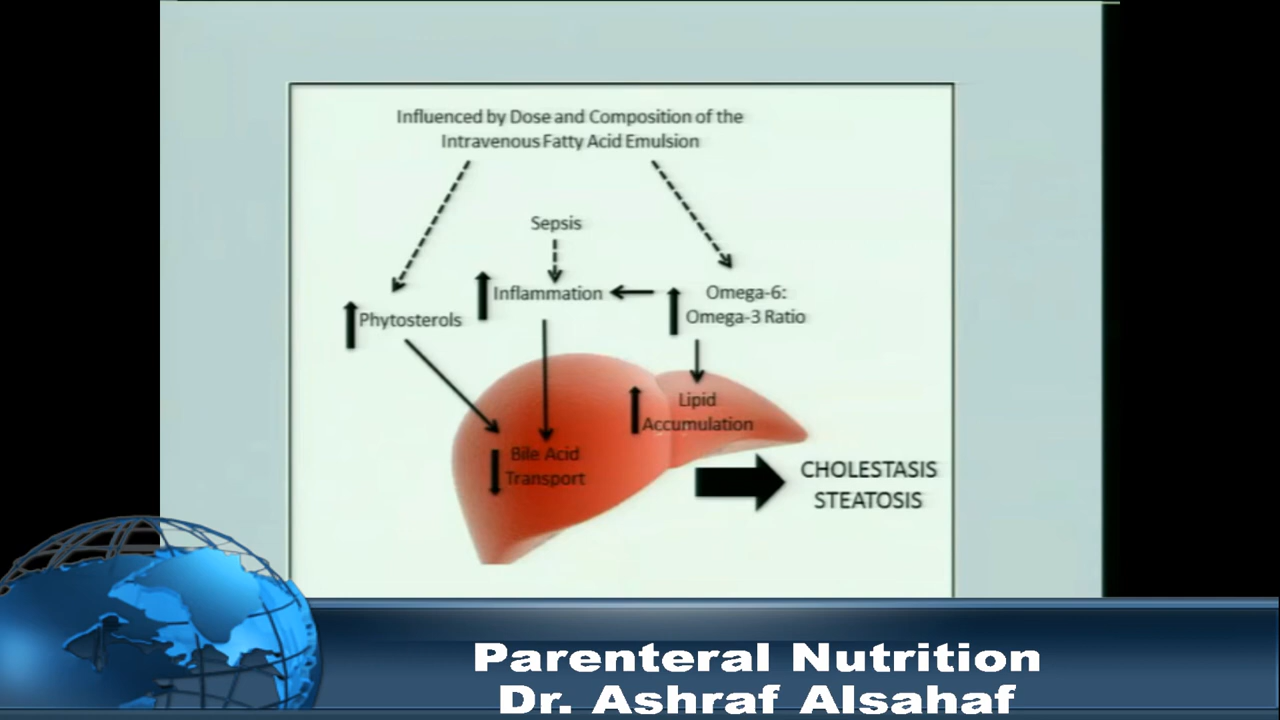 Influenced by Dose and Composition of the
Intravenous Fatty Acid Emulsion
Sepsis
Inflammation
Omega-6:
Omega-3 Ratio
Phytosterols
Lipid
Accumulation
Bile Acid
Transport
CHOLESTASIS
STEATOSIS
Parenteral Nutrition
Dr. Ashraf Alsahaf